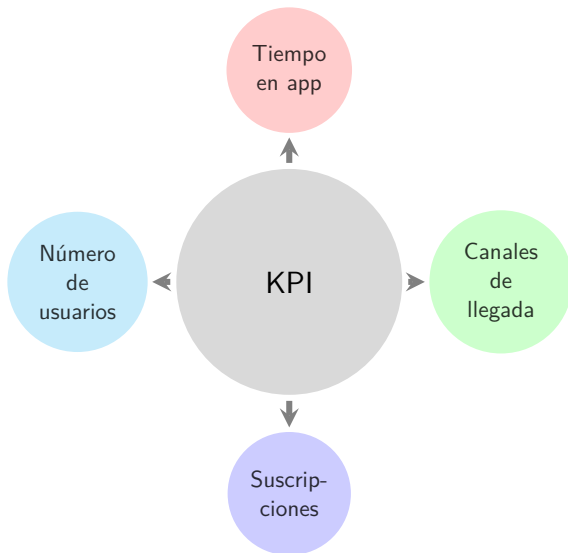 Tiempo
en app
Número
de
usuarios
KPI
Canales
de
llegada
Suscrip-
ciones